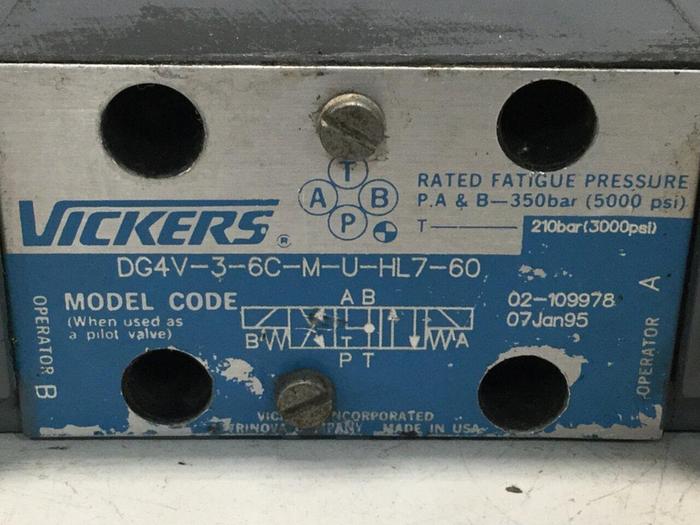 T
A B
P
VICKERS®
RATED FATIGUE PRESSURE
P.A & B—350bar (5000 psi)
T— 210bar(3000psi)
DG4V-3-6C-M-U-HL7-60
MODEL CODE
(When used as
a pilot valve)
A B
B T A
P T
02-109978
07Jan95
OPERATOR B
OPERATOR A
INCORPORATED
MADE IN USA